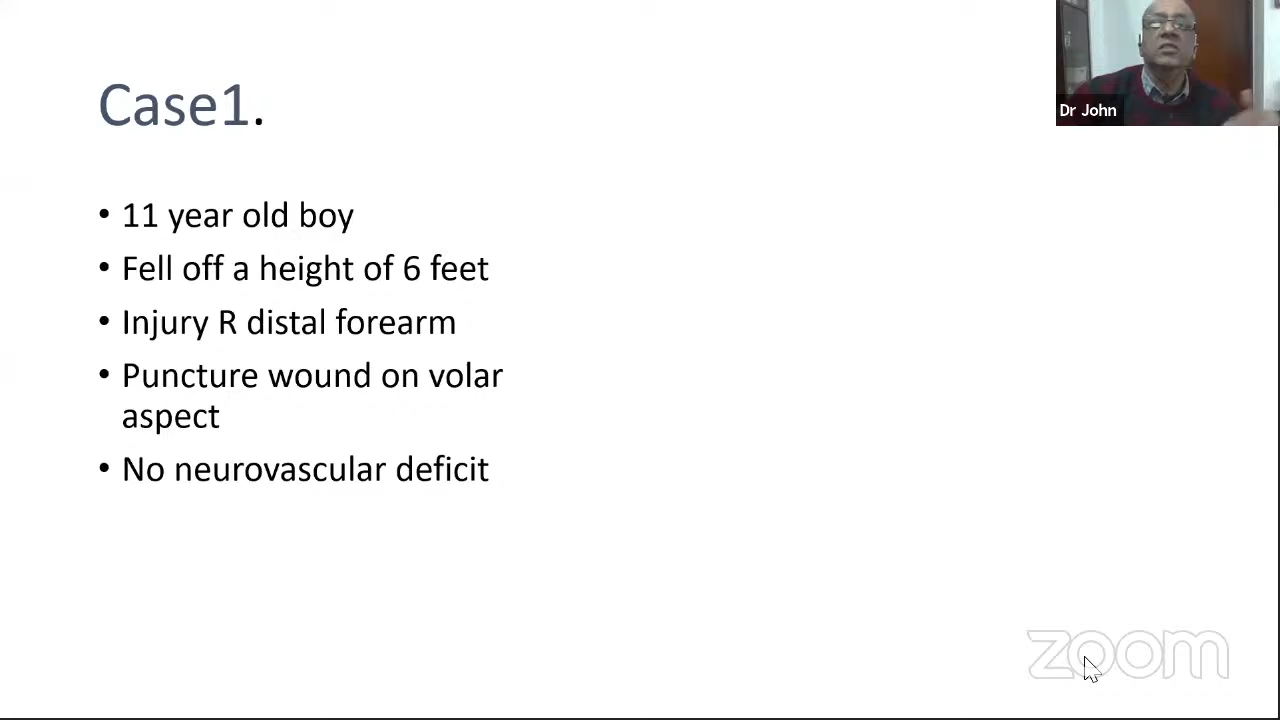 Case1.
Dr John
• 11 year old boy
• Fell off a height of 6 feet
• Injury R distal forearm
• Puncture wound on volar
aspect
• No neurovascular deficit
zoom